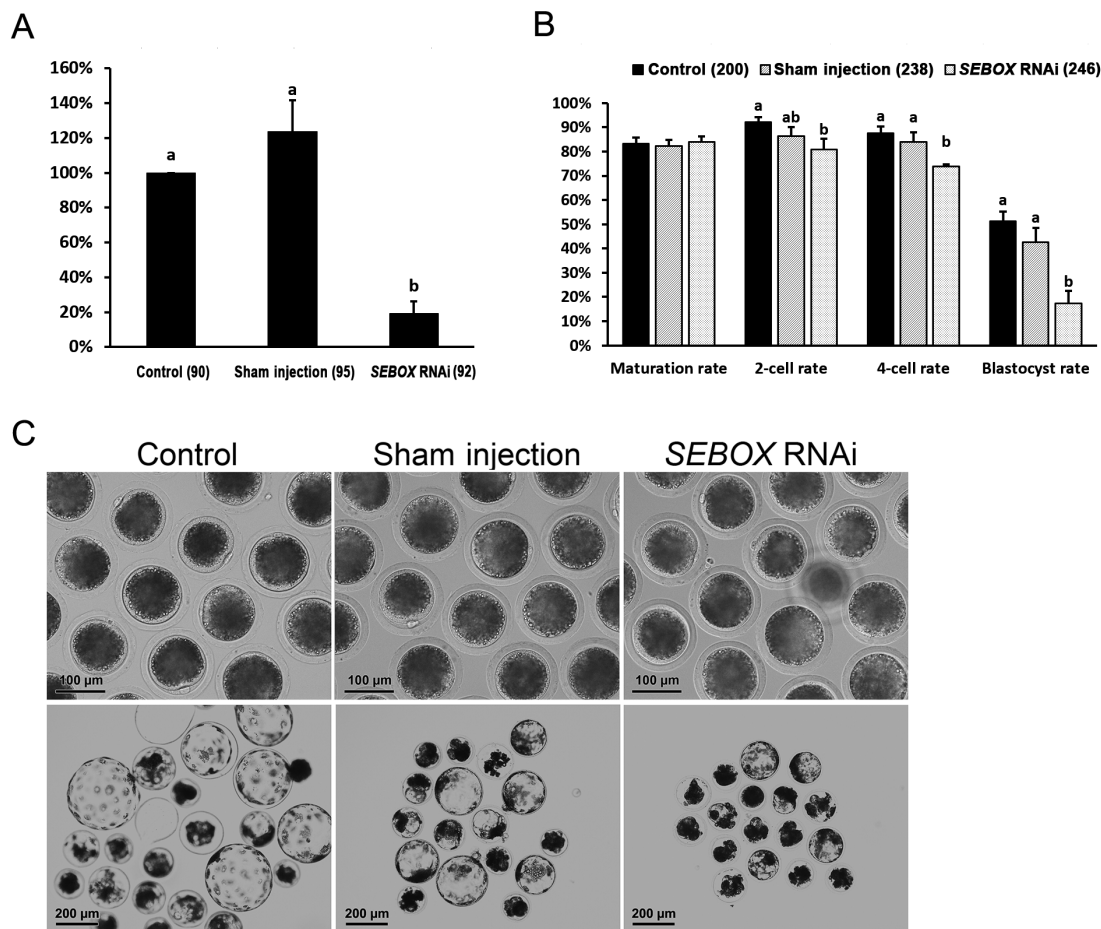 A
160%
140%
120%
100%
80%
60%
40%
20%
0%
a
a
b
Control (90) Sham injection (95) SEBOX RNAi (92)
B
Control (200) Sham injection (238) SEBOX RNAi (246)
100%
90%
80%
70%
60%
50%
40%
30%
20%
10%
0%
a ab b a a b a a b
Maturation rate 2-cell rate 4-cell rate Blastocyst rate
C
Control Sham injection SEBOX RNAi
100 µm 100 µm 100 µm
200 µm 200 µm 200 µm